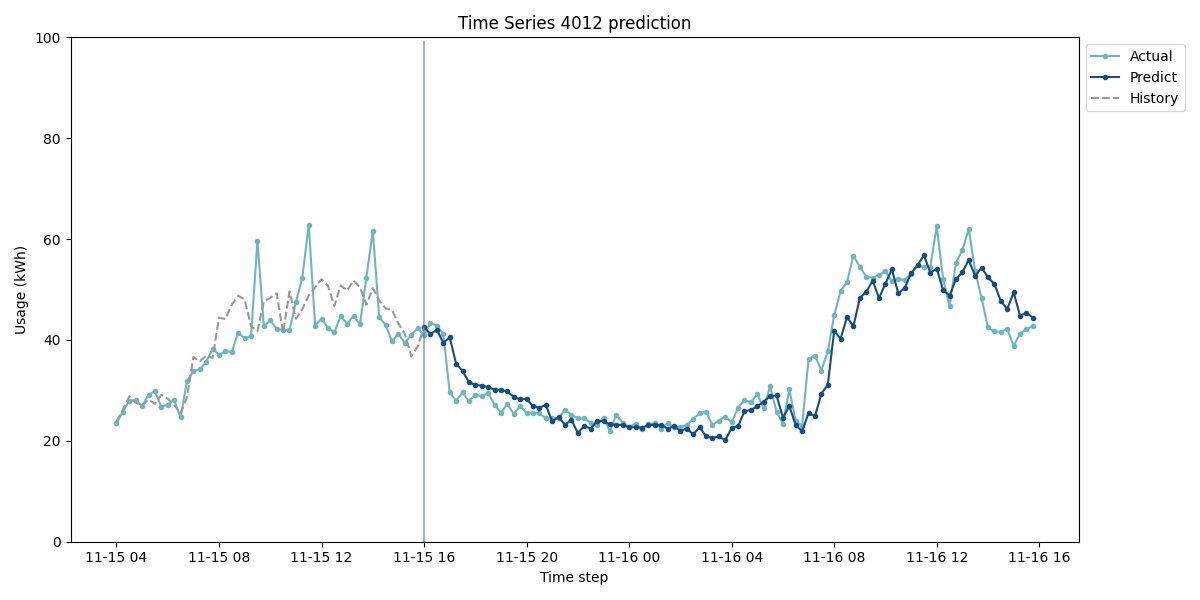 Time Series 4012 prediction
100
80
60
40
20
0
Usage (kWh)
11-15 04
11-15 08
11-15 12
11-15 16
11-15 20
11-16 00
11-16 04
11-16 08
11-16 12
11-16 16
Time step
Actual
Predict
History